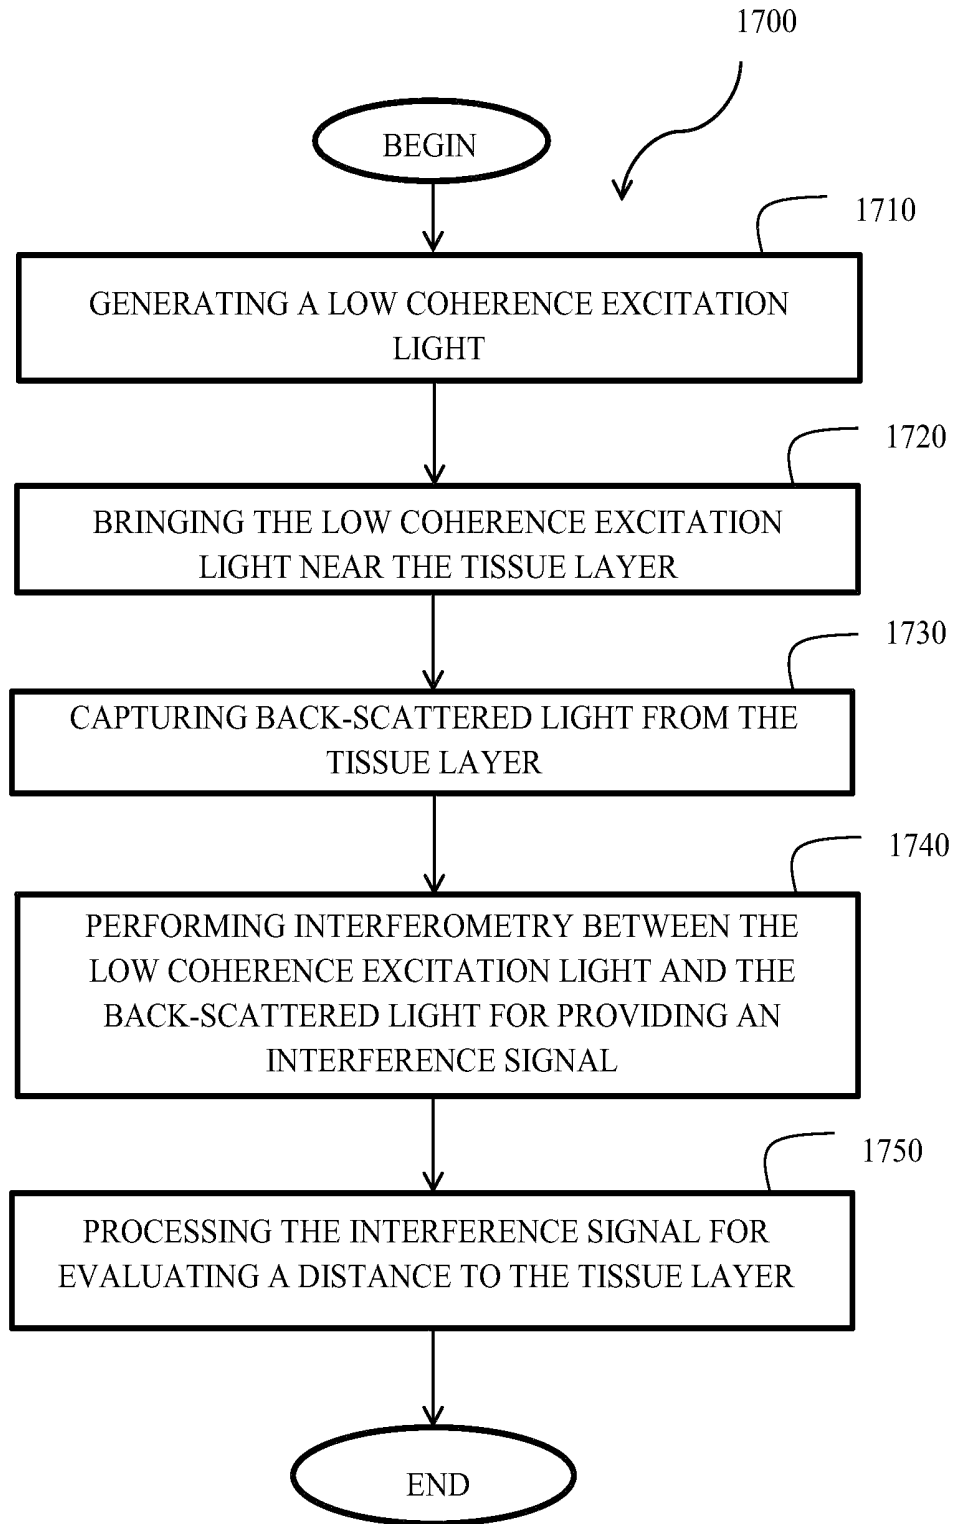 1700
BEGIN
1710
GENERATING A LOW COHERENCE EXCITATION
LIGHT
1720
BRINGING THE LOW COHERENCE EXCITATION
LIGHT NEAR THE TISSUE LAYER
1730
CAPTURING BACK-SCATTERED LIGHT FROM THE
TISSUE LAYER
1740
PERFORMING INTERFEROMETRY BETWEEN THE
LOW COHERENCE EXCITATION LIGHT AND THE
BACK-SCATTERED LIGHT FOR PROVIDING AN
INTERFERENCE SIGNAL
1750
PROCESSING THE INTERFERENCE SIGNAL FOR
EVALUATING A DISTANCE TO THE TISSUE LAYER
END